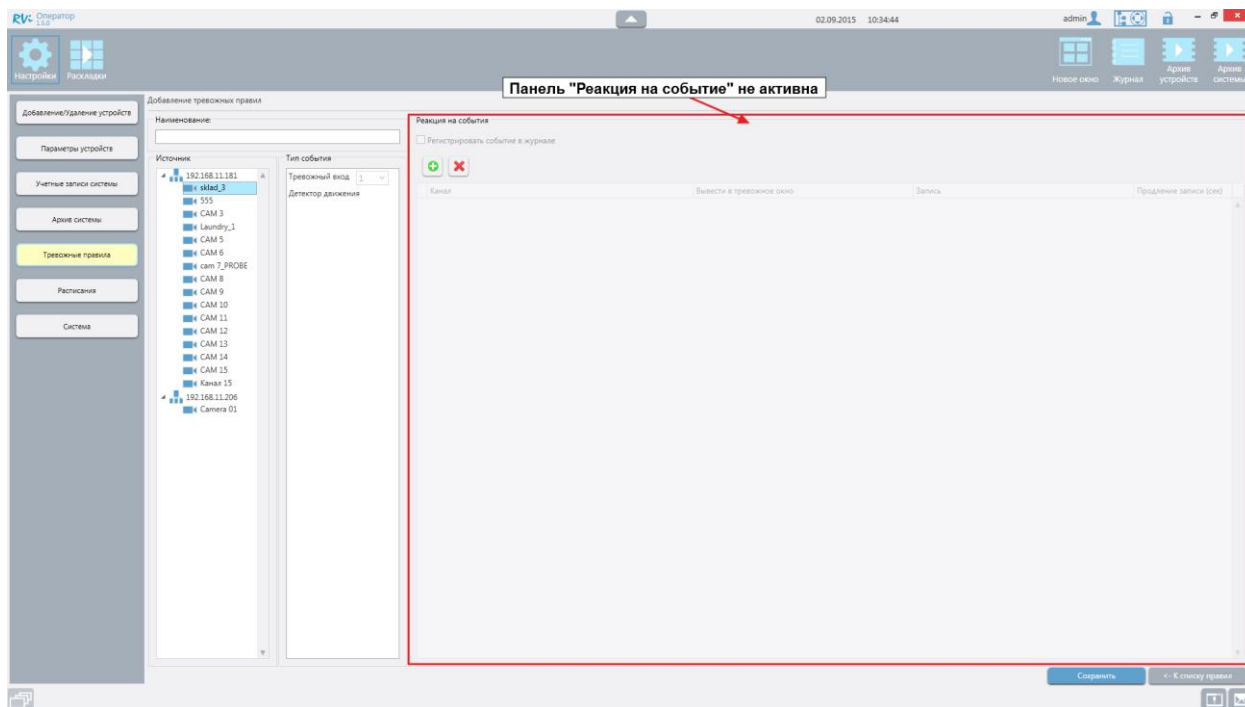 RVi Оператор
1.5.0
02.09.2015 10:34:44
admin
Настройки
Раскладки
Новое окно
Журнал
Архив устройств
Архив системы
Панель "Реакция на событие" не активна
Добавление/Удаление устройств
Параметры устройств
Учетные записи системы
Архив системы
Тревожные правила
Расписания
Система
Добавление тревожных правил
Наименование:
Источник
192.168.11.181
sklad_3
555
CAM 3
Laundry_1
CAM 5
CAM 6
cam 7_PROBE
CAM 8
CAM 9
CAM 10
CAM 11
CAM 12
CAM 13
CAM 14
CAM 15
Канал 15
192.168.11.206
Camera 01
Тип события
Тревожный вход 1
Детектор движения
Реакция на события
Регистрировать событие в журнале
Канал Вывести в тревожное окно Запись Продление записи (сек)
Сохранить
<- К списку правил